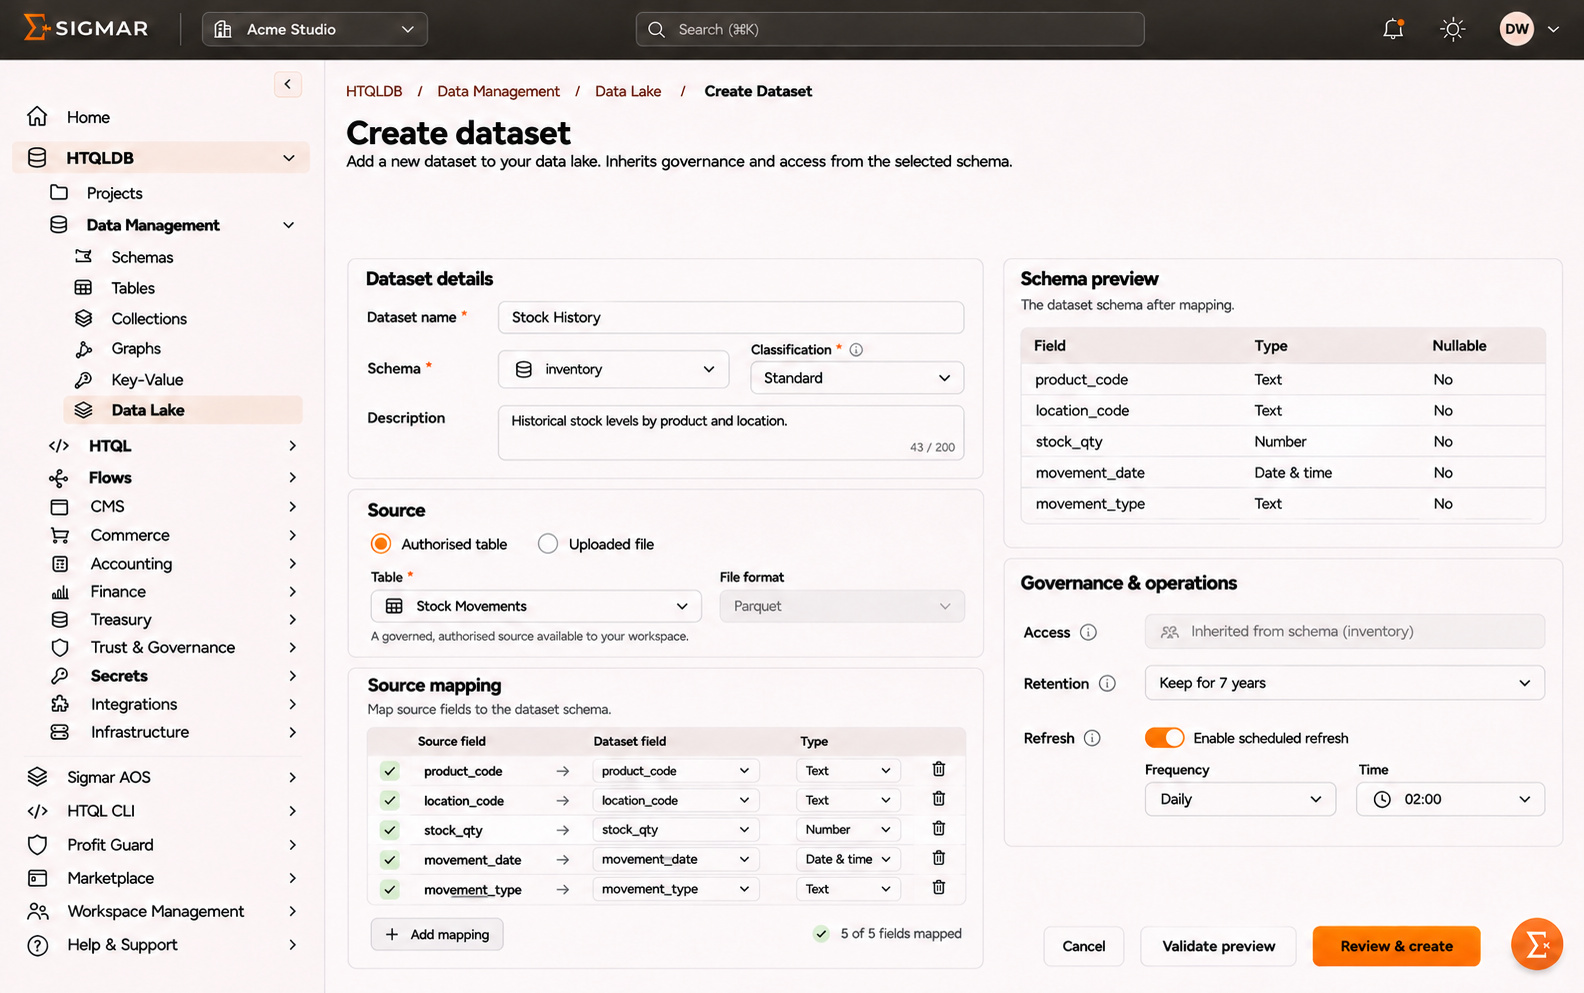 SIGMAR
Acme Studio
Search (⌘K)
DW
Home
HTQLDB
Projects
Data Management
Schemas
Tables
Collections
Graphs
Key-Value
Data Lake
HTQL
Flows
CMS
Commerce
Accounting
Finance
Treasury
Trust & Governance
Secrets
Integrations
Infrastructure
Sigmar AOS
HTQL CLI
Profit Guard
Marketplace
Workspace Management
Help & Support
HTQLDB / Data Management / Data Lake / Create Dataset
Create dataset
Add a new dataset to your data lake. Inherits governance and access from the selected schema.
Dataset details
Dataset name * Stock History
Classification *
Schema * inventory Standard
Description Historical stock levels by product and location.
43 / 200
Source
Authorised table Uploaded file
Table * File format
Stock Movements Parquet
A governed, authorised source available to your workspace.
Source mapping
Map source fields to the dataset schema.
Source field Dataset field Type
product_code → product_code Text
location_code → location_code Text
stock_qty → stock_qty Number
movement_date → movement_date Date & time
movement_type → movement_type Text
+ Add mapping 5 of 5 fields mapped
Schema preview
The dataset schema after mapping.
Field Type Nullable
product_code Text No
location_code Text No
stock_qty Number No
movement_date Date & time No
movement_type Text No
Governance & operations
Access Inherited from schema (inventory)
Retention Keep for 7 years
Refresh Enable scheduled refresh
Frequency Time
Daily 02:00
Cancel Validate preview Review & create